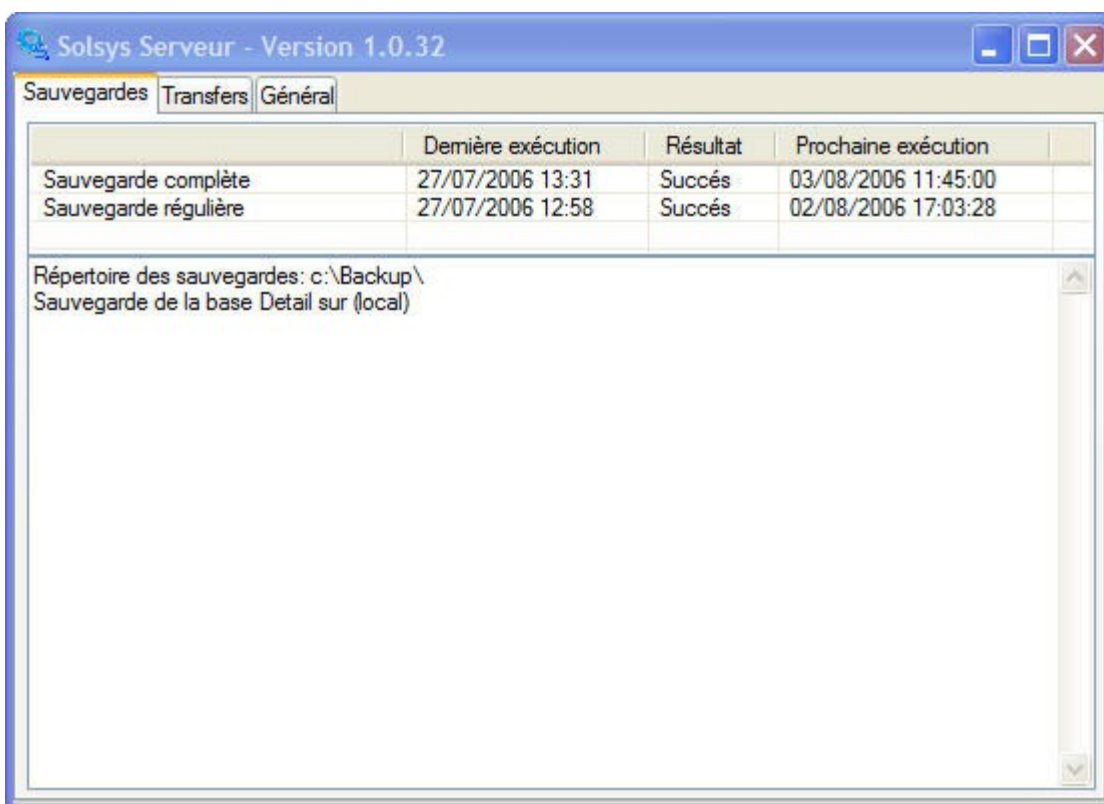 Solsys Serveur - Version 1.0.32
Sauvegardes Transfers Général
Dernière exécution Résultat Prochaine exécution
Sauvegarde complète 27/07/2006 13:31 Succés 03/08/2006 11:45:00
Sauvegarde régulière 27/07/2006 12:58 Succés 02/08/2006 17:03:28
Répertoire des sauvegardes: c:\Backup\
Sauvegarde de la base Detail sur (local)